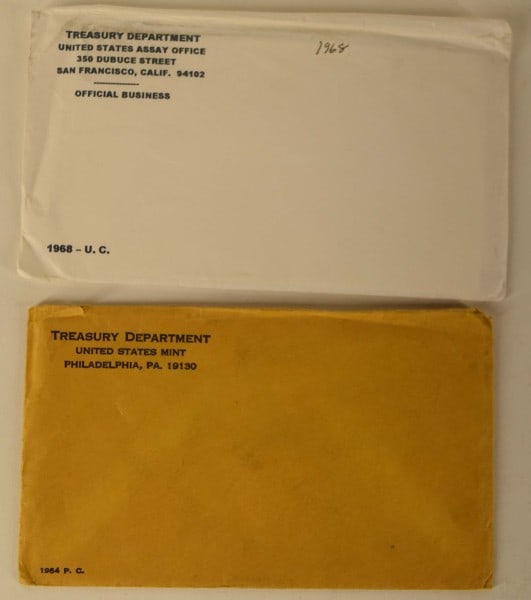 TREASURY DEPARTMENT
UNITED STATES ASSAY OFFICE
350 DUBUCE STREET
SAN FRANCISCO, CALIF. 94102
OFFICIAL BUSINESS
1968
1968 – U. C.
TREASURY DEPARTMENT
UNITED STATES MINT
PHILADELPHIA, PA. 19130
1964 P. C.